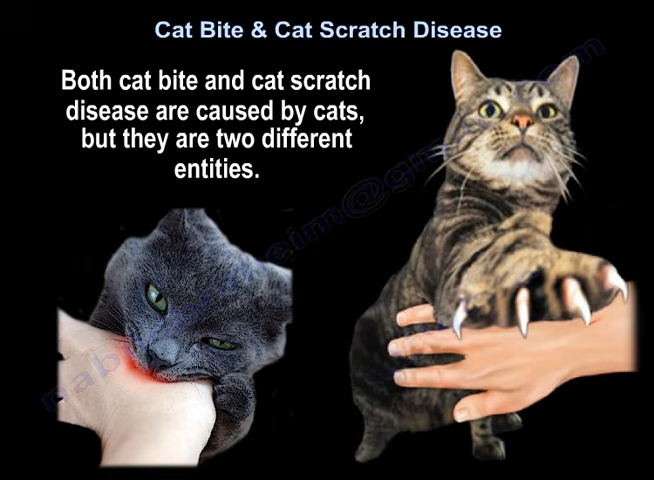 Cat Bite & Cat Scratch Disease
Both cat bite and cat scratch
disease are caused by cats,
but they are two different
entities.